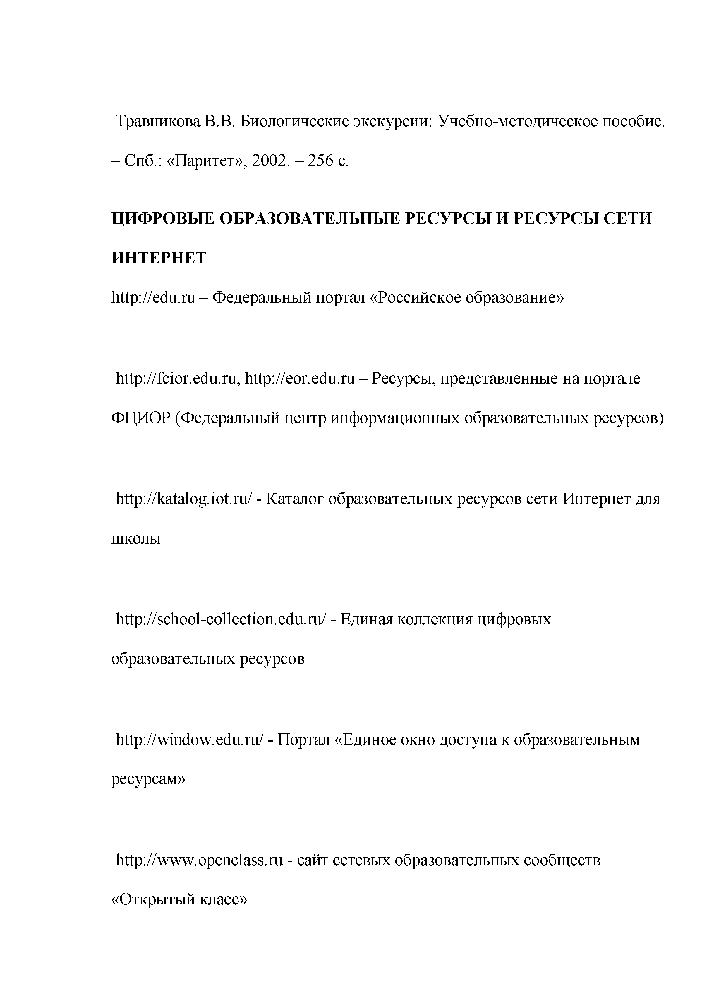 Травникова В.В. Биологические экскурсии: Учебно-методическое пособие.
– Спб.: «Паритет», 2002. – 256 с.
ЦИФРОВЫЕ ОБРАЗОВАТЕЛЬНЫЕ РЕСУРСЫ И РЕСУРСЫ СЕТИ
ИНТЕРНЕТ
http://edu.ru – Федеральный портал «Российское образование»
http://fcior.edu.ru, http://eor.edu.ru – Ресурсы, представленные на портале
ФЦИОР (Федеральный центр информационных образовательных ресурсов)
http://katalog.iot.ru/ - Каталог образовательных ресурсов сети Интернет для
школы
http://school-collection.edu.ru/ - Единая коллекция цифровых
образовательных ресурсов –
http://window.edu.ru/ - Портал «Единое окно доступа к образовательным
ресурсам»
http://www.openclass.ru - сайт сетевых образовательных сообществ
«Открытый класс»